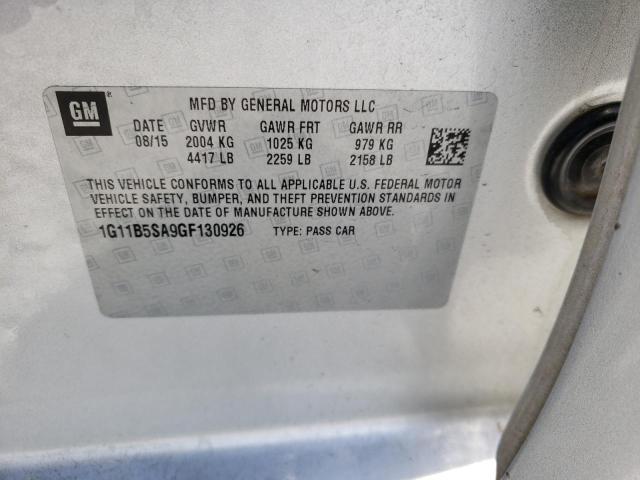 GM
MFD BY GENERAL MOTORS LLC
DATE GVWR GAWR FRT GAWR RR
08/15 2004 KG 1025 KG 979 KG
4417 LB 2259 LB 2158 LB
THIS VEHICLE CONFORMS TO ALL APPLICABLE U.S. FEDERAL MOTOR
VEHICLE SAFETY, BUMPER, AND THEFT PREVENTION STANDARDS
IN EFFECT ON THE DATE OF MANUFACTURE SHOWN ABOVE.
1G11B5SA9GF130926 TYPE: PASS CAR